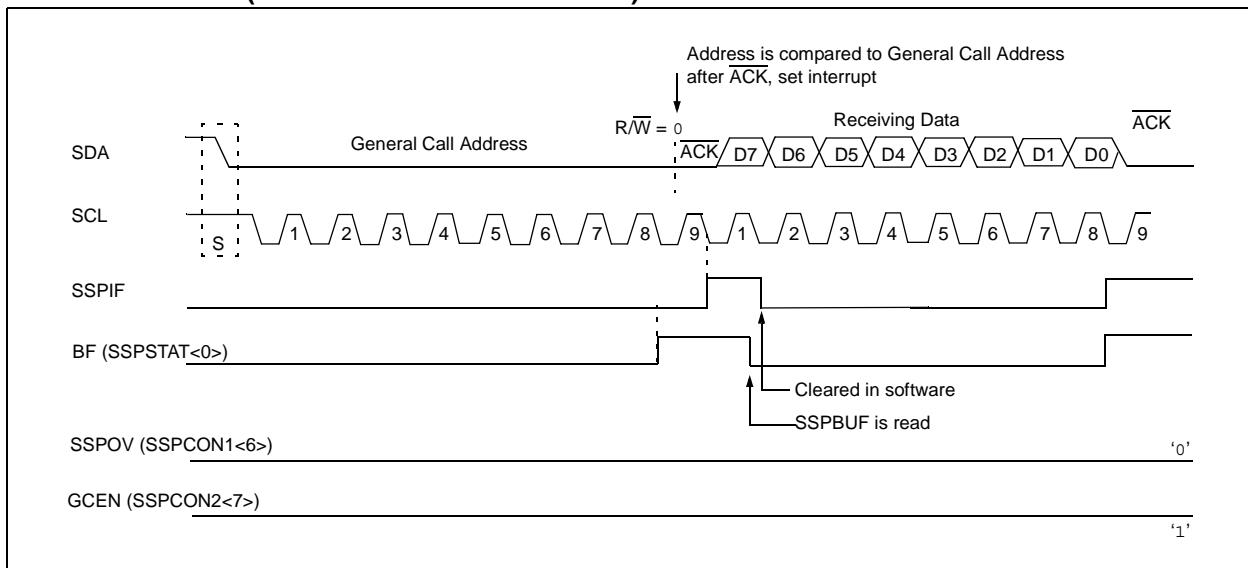 Address is compared to General Call Address
after ACK, set interrupt
R/W = 0
Receiving Data
ACK
SDA
General Call Address
ACK D7 D6 D5 D4 D3 D2 D1 D0
SCL
S
1 2 3 4 5 6 7 8 9 1 2 3 4 5 6 7 8 9
SSPIF
BF (SSPSTAT<0>)
Cleared in software
SSPBUF is read
SSPOV (SSPCON1<6>)
‘0’
GCEN (SSPCON2<7>)
‘1’